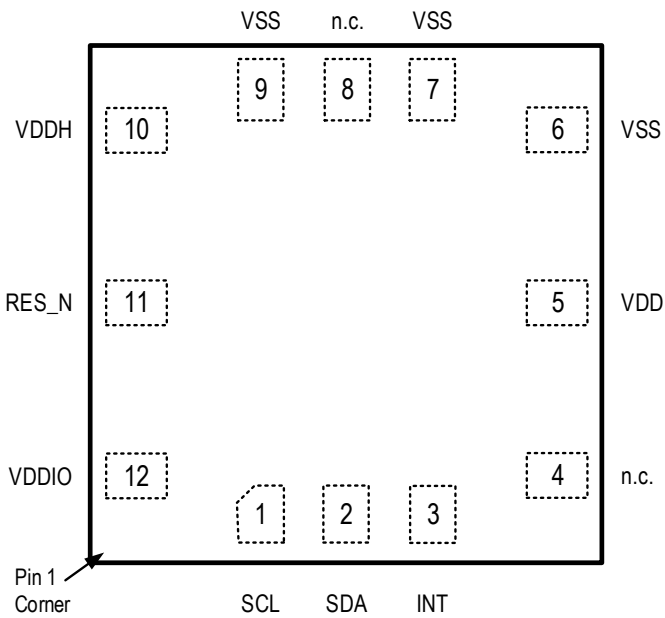 VSS n.c. VSS
9 8 7
VDDH 10 6 VSS
RES_N 11 5 VDD
VDDIO 12 4 n.c.
1 2 3
Pin 1
Corner
SCL SDA INT